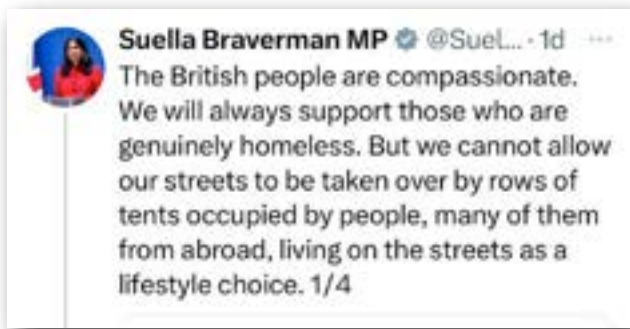 Suella Braverman MP @Suel... · 1d ...
The British people are compassionate.
We will always support those who are
genuinely homeless. But we cannot allow
our streets to be taken over by rows of
tents occupied by people, many of them
from abroad, living on the streets as a
lifestyle choice. 1/4